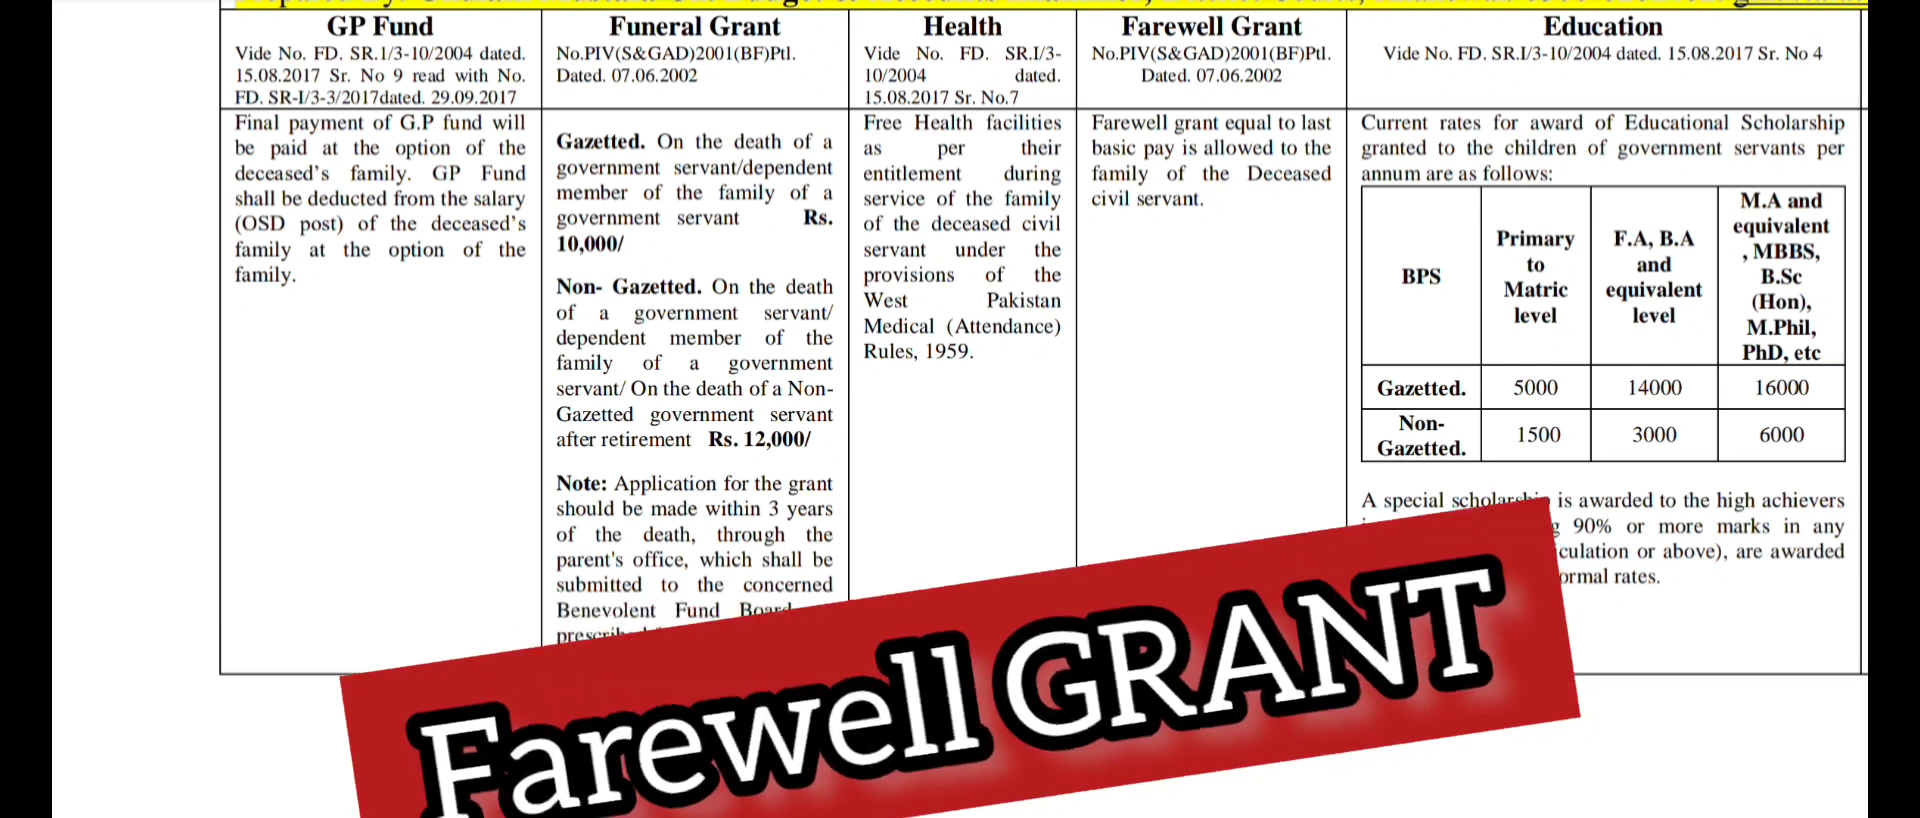 GP Fund
Vide No. FD. SR.1/3-10/2004 dated.
15.08.2017 Sr. No 9 read with No.
FD. SR-I/3-3/2017dated. 29.09.2017
Final payment of G.P fund will
be paid at the option of the
deceased's family. GP Fund
shall be deducted from the salary
(OSD post) of the deceased's
family at the option of the
family.
Funeral Grant
No.PIV(S&GAD)2001(BF)Ptl.
Dated. 07.06.2002
Gazetted. On the death of a
government servant/dependent
member of the family of a
government servant Rs.
10,000/
Non- Gazetted. On the death
of a government servant/
dependent member of the
family of a government
servant/ On the death of a Non-
Gazetted government servant
after retirement Rs. 12,000/
Note: Application for the grant
should be made within 3 years
of the death, through the
parent's office, which shall be
submitted to the concerned
Benevolent Fund Board
Health
Vide No. FD. SR.I/3-
10/2004 dated.
15.08.2017 Sr. No.7
Free Health facilities
as per their
entitlement during
service of the family
of the deceased civil
servant under the
provisions of the
West Pakistan
Medical (Attendance)
Rules, 1959.
Farewell Grant
No.PIV(S&GAD)2001(BF)Ptl.
Dated. 07.06.2002
Farewell grant equal to last
basic pay is allowed to the
family of the Deceased
civil servant.
Education
Vide No. FD. SR.I/3-10/2004 dated. 15.08.2017 Sr. No 4
Current rates for award of Educational Scholarship
granted to the children of government servants per
annum are as follows:
BPS
Primary
to
Matric
level
F.A, B.A
and
equivalent
level
M.A and
equivalent
, MBBS,
B.Sc
(Hon),
M.Phil,
PhD, etc
Gazetted. 5000 14000 16000
Non-
Gazetted. 1500 3000 6000
A special scholarship is awarded to the high achievers
90% or more marks in any
or above), are awarded
rates.
Farewell GRANT